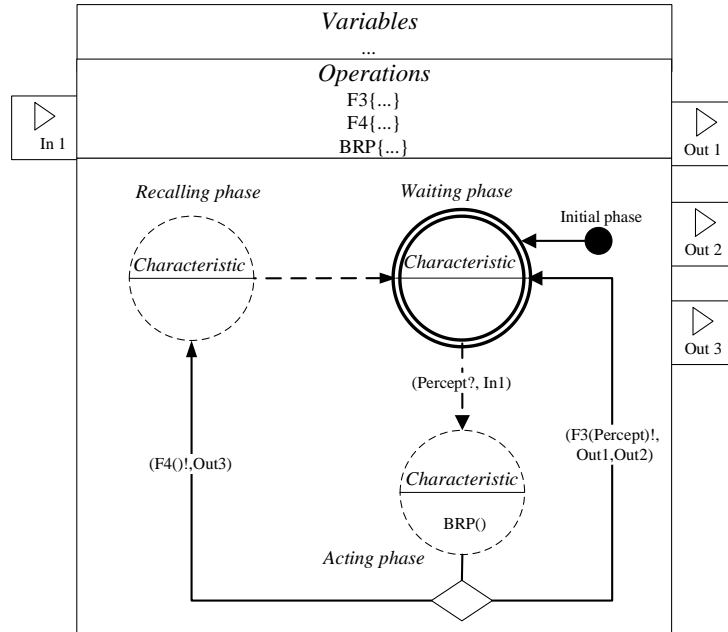 Variables
...
Operations
F3{...}
F4{...}
BRP{...}
In 1
Out 1
Out 2
Out 3
Recalling phase
Waiting phase
Initial phase
Characteristic
Characteristic
(Percept?, In1)
(F4()!,Out3)
(F3(Percept)!,
Out1,Out2)
Characteristic
BRP()
Acting phase